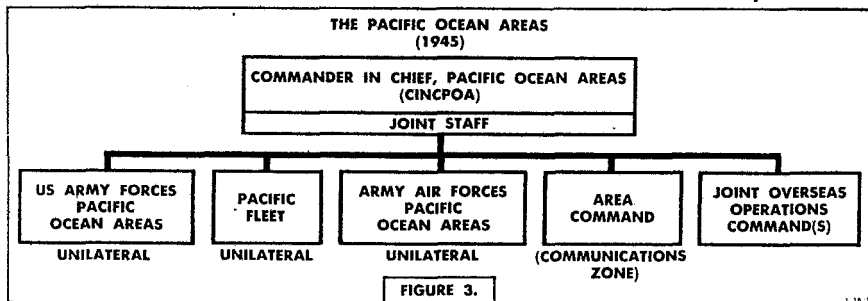 THE PACIFIC OCEAN AREAS
(1945)
COMMANDER IN CHIEF, PACIFIC OCEAN AREAS
(CINCPOA)
JOINT STAFF
US ARMY FORCES
PACIFIC
OCEAN AREAS
UNILATERAL
PACIFIC
FLEET
UNILATERAL
ARMY AIR FORCES
PACIFIC
OCEAN AREAS
UNILATERAL
AREA
COMMAND
(COMMUNICATIONS
ZONE)
JOINT OVERSEAS
OPERATIONS
COMMAND(S)
FIGURE 3.